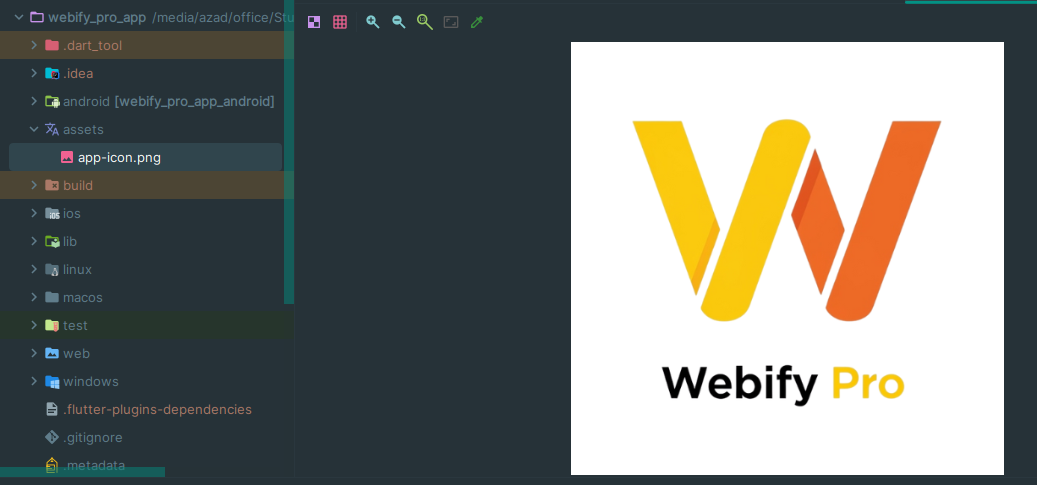 webify_pro_app /media/azad/office/Stu
.dart_tool
.idea
android [webify_pro_app_android]
assets
app-icon.png
build
ios
lib
linux
macos
test
web
windows
.flutter-plugins-dependencies
.gitignore
.metadata
Webify Pro